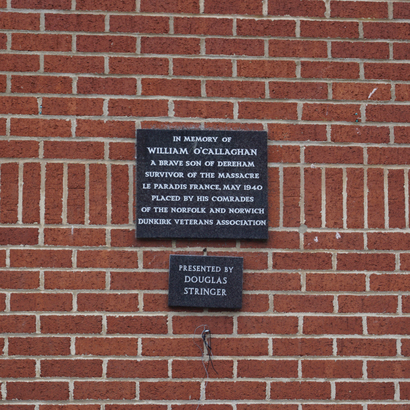 IN MEMORY OF
WILLIAM O'CALLAGHAN
A BRAVE SON OF DEREHAM
SURVIVOR OF THE MASSACRE
LE PARADIS FRANCE, MAY 1940
PLACED BY HIS COMRADES
OF THE NORFOLK AND NORWICH
DUNKIRK VETERANS ASSOCIATION
PRESENTED BY
DOUGLAS
STRINGER